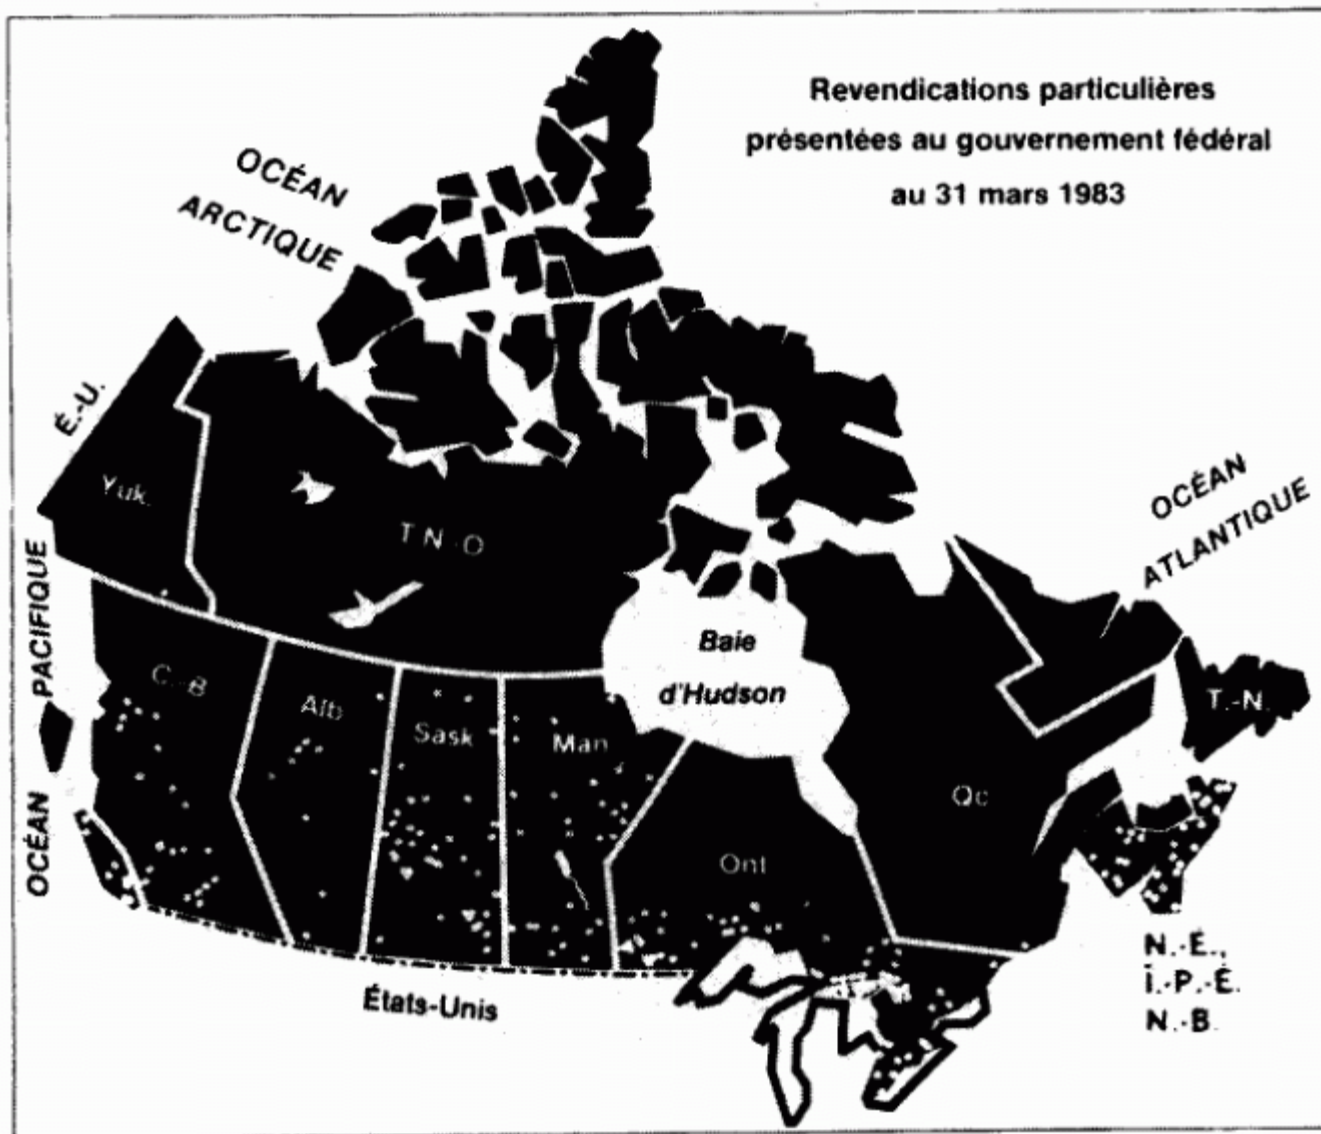 Revendications particulières
présentées au gouvernement fédéral
au 31 mars 1983
OCÉAN
ARCTIQUE
É.-U.
Yuk.
T.N.-O
OCÉAN
ATLANTIQUE
OCÉAN PACIFIQUE
C.-B
Alb
Sask
Man
Baie
d'Hudson
Ont
Qc
T.-N.
États-Unis
N.-É.,
Î.-P.-É.
N.-B.